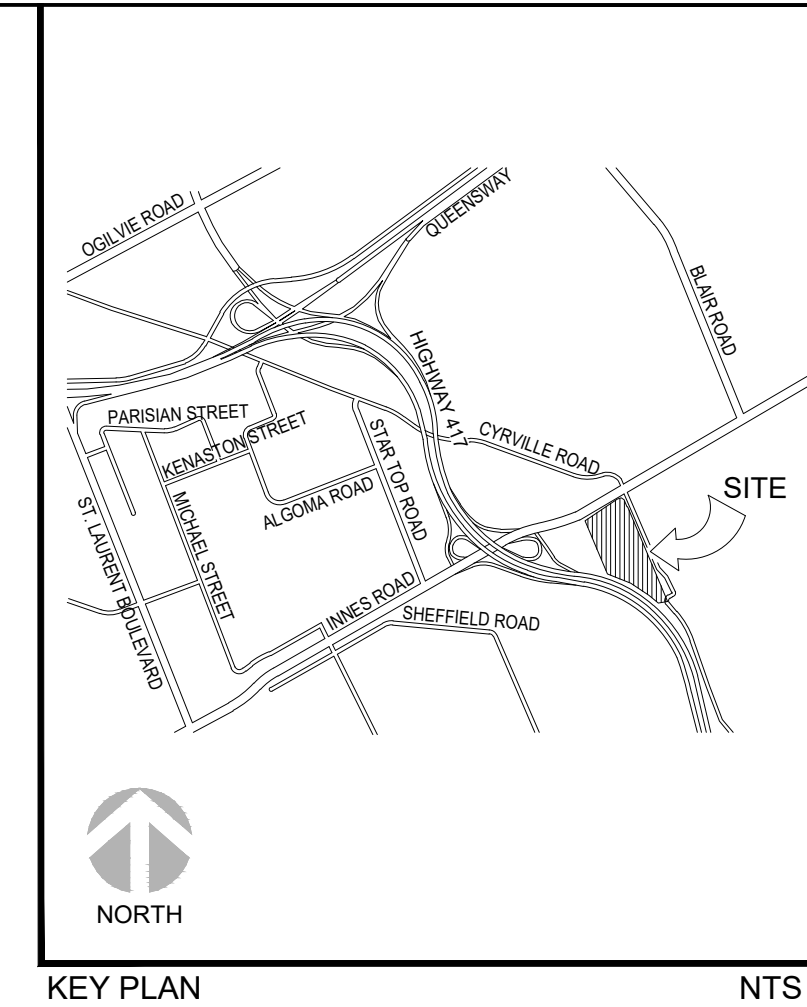 OGILVIE ROAD
QUEENSWAY
BLAIR ROAD
HIGHWAY 417
PARISIAN STREET
KENASTON STREET
STAR TOP ROAD
CYRVILLE ROAD
SITE
ALGOMA ROAD
MICHAEL STREET
ST. LAURENT BOULEVARD
INNES ROAD
SHEFFIELD ROAD
NORTH
KEY PLAN
NTS